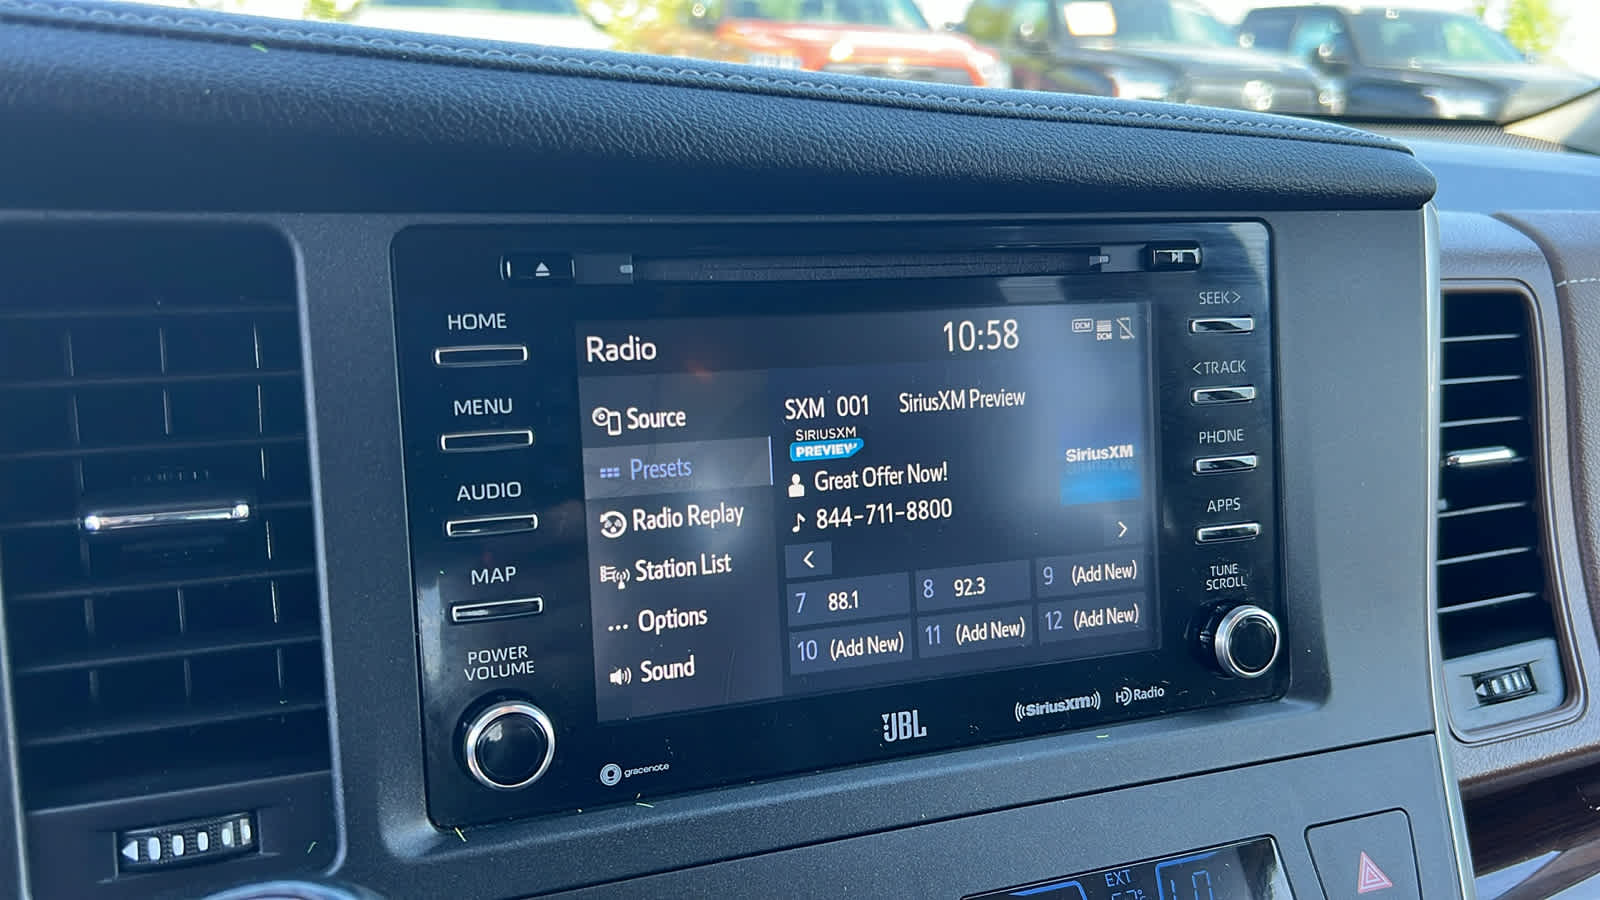 HOME
MENU
AUDIO
MAP
POWER
VOLUME
Radio
10:58
DCM
DCM
Source
Presets
Radio Replay
Station List
Options
Sound
SXM 001 SiriusXM Preview
SIRIUSXM
PREVIEW
Great Offer Now!
844-711-8800
SiriusXM
7 88.1
8 92.3
9 (Add New)
10 (Add New)
11 (Add New)
12 (Add New)
SEEK >
< TRACK
PHONE
APPS
TUNE
SCROLL
gracenote
JBL
((SiriusXM))
HD Radio
EXT